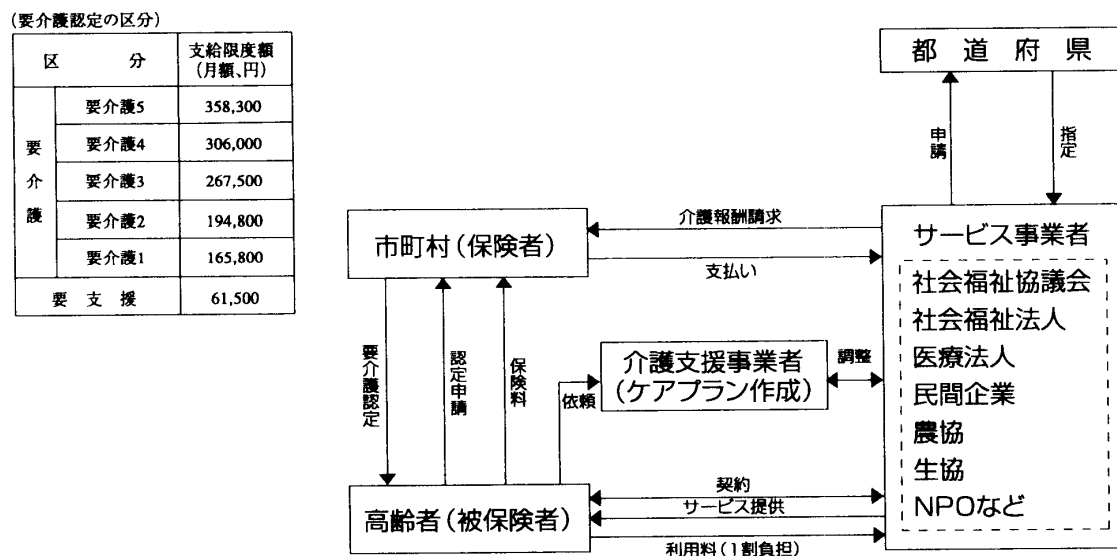 (要介護認定の区分)
区 分 支給限度額
(月額、円)
要介護
要介護5 358,300
要介護4 306,000
要介護3 267,500
要介護2 194,800
要介護1 165,800
要 支 援 61,500
都 道 府 県
申請
指定
市町村(保険者)
介護報酬請求
支払い
サービス事業者
社会福祉協議会
社会福祉法人
医療法人
民間企業
農協
生協
NPOなど
要介護認定
認定申請
保険料
依頼
介護支援事業者
(ケアプラン作成)
調整
高齢者(被保険者)
契約
サービス提供
利用料(1割負担)